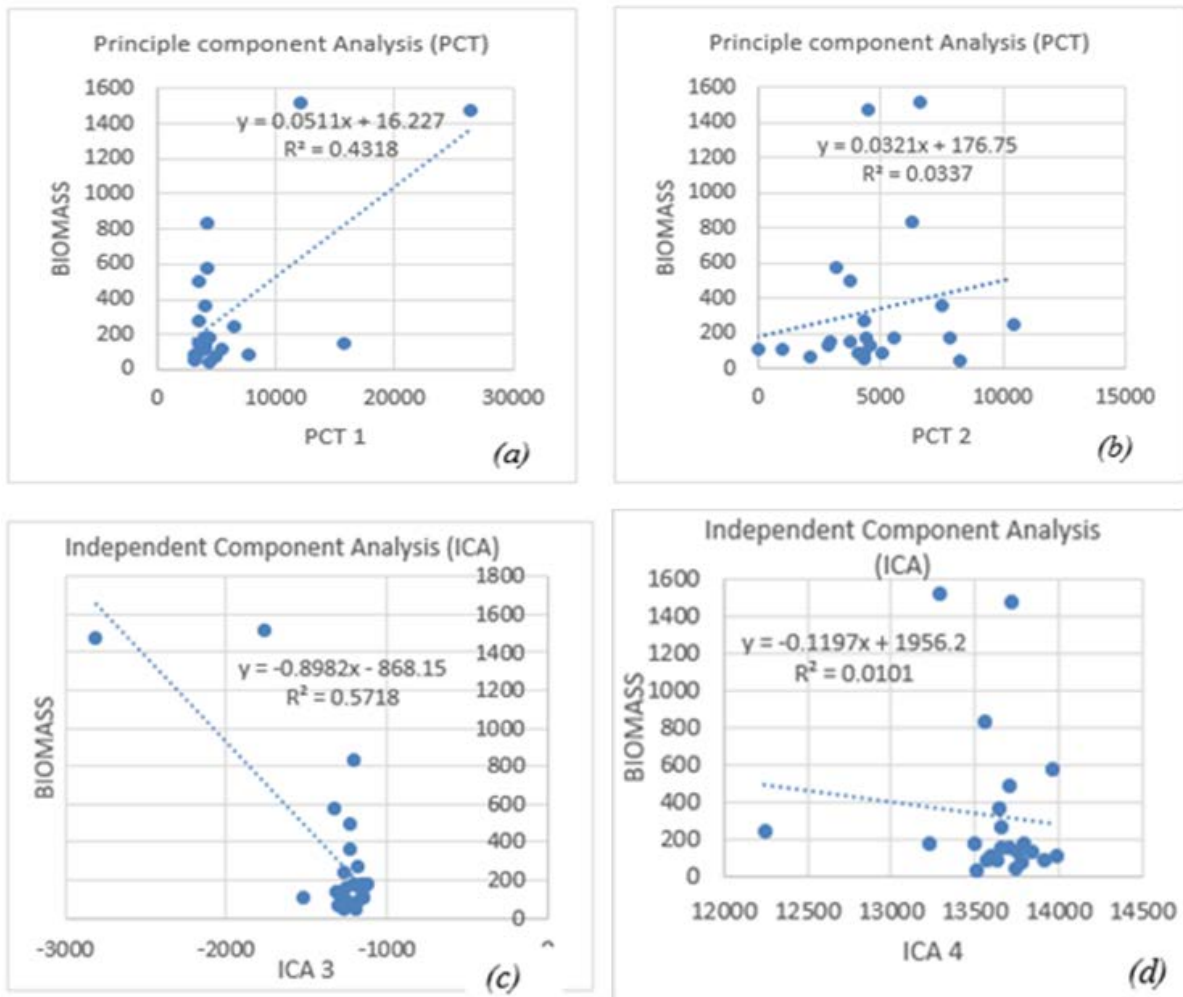 Principle component Analysis (PCT)
1600
1400
1200
1000
800
600
400
200
0
BIOMASS
y = 0.0511x + 16.227
R² = 0.4318
0 10000 20000 30000
PCT 1
(a)
Principle component Analysis (PCT)
1600
1400
1200
1000
800
600
400
200
0
BIOMASS
y = 0.0321x + 176.75
R² = 0.0337
0 5000 10000 15000
PCT 2
(b)
Independent Component Analysis (ICA)
1800
1600
1400
1200
1000
800
600
400
200
0
BIOMASS
y = -0.8982x - 868.15
R² = 0.5718
-3000 -2000 -1000
ICA 3
(c)
Independent Component Analysis
(ICA)
1600
1400
1200
1000
800
600
400
200
0
BIOMASS
y = -0.1197x + 1956.2
R² = 0.0101
12000 12500 13000 13500 14000 14500
ICA 4
(d)